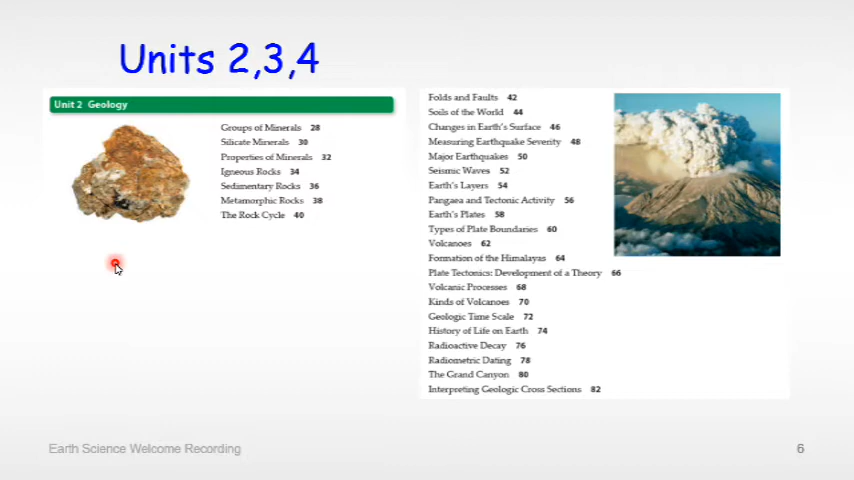 Units 2,3,4
Unit 2 Geology
Groups of Minerals 28
Silicate Minerals 30
Properties of Minerals 32
Igneous Rocks 34
Sedimentary Rocks 36
Metamorphic Rocks 38
The Rock Cycle 40
Folds and Faults 42
Soils of the World 44
Changes in Earth's Surface 46
Measuring Earthquake Severity 48
Major Earthquakes 50
Seismic Waves 52
Earth's Layers 54
Pangaea and Tectonic Activity 56
Earth's Plates 58
Types of Plate Boundaries 60
Volcanoes 62
Formation of the Himalayas 64
Plate Tectonics: Development of a Theory 66
Volcanic Processes 68
Kinds of Volcanoes 70
Geologic Time Scale 72
History of Life on Earth 74
Radioactive Decay 76
Radiometric Dating 78
The Grand Canyon 80
Interpreting Geologic Cross Sections 82
Earth Science Welcome Recording
6